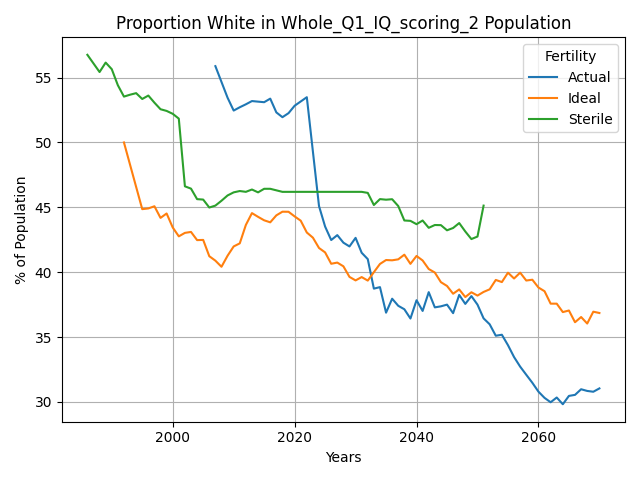 Proportion White in Whole_Q1_IQ_scoring_2 Population
Fertility
Actual
Ideal
Sterile
% of Population
55
50
45
40
35
30
2000
2020
2040
2060
Years